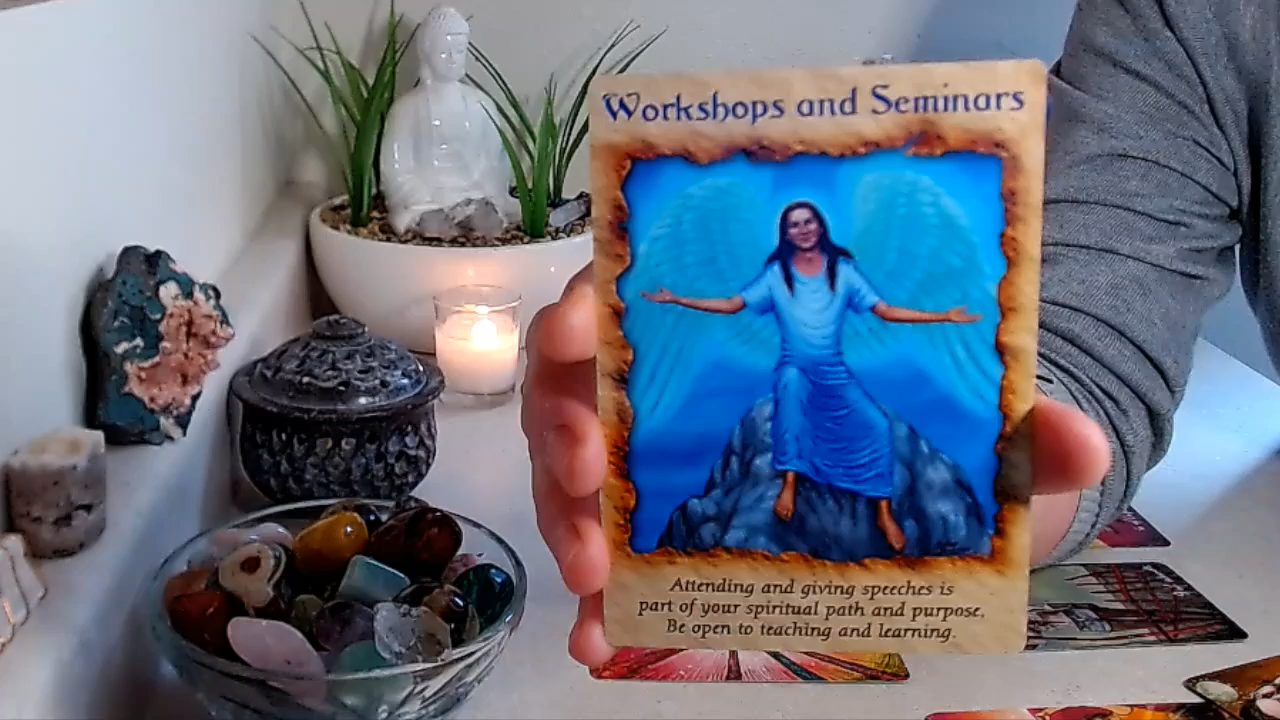 Workshops and Seminars
Attending and giving speeches is
part of your spiritual path and purpose.
Be open to teaching and learning.